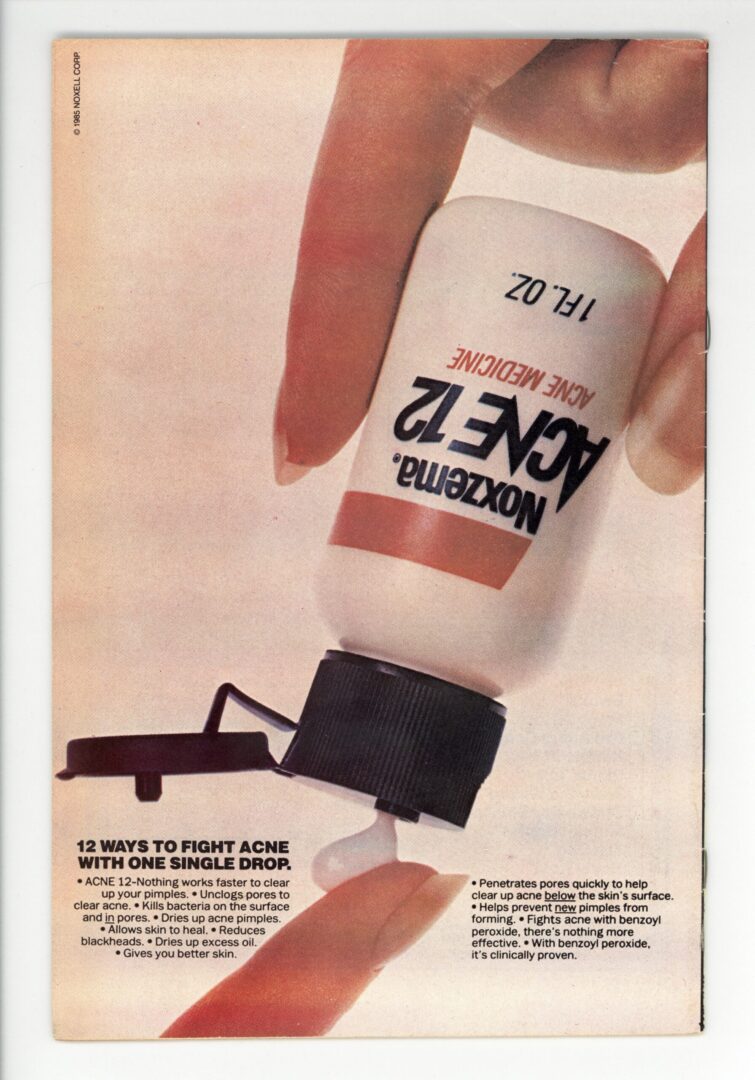 © 1985 NOXELL CORP.
1 FL. OZ.
ACNE MEDICINE
ACNE 12
Noxzema®
12 WAYS TO FIGHT ACNE
WITH ONE SINGLE DROP.
• ACNE 12-Nothing works faster to clear
up your pimples. • Unclogs pores to
clear acne. • Kills bacteria on the surface
and in pores. • Dries up acne pimples.
• Allows skin to heal. • Reduces
blackheads. • Dries up excess oil.
• Gives you better skin.
• Penetrates pores quickly to help
clear up acne below the skin's surface.
• Helps prevent new pimples from
forming. • Fights acne with benzoyl
peroxide, there's nothing more
effective. • With benzoyl peroxide,
it's clinically proven.